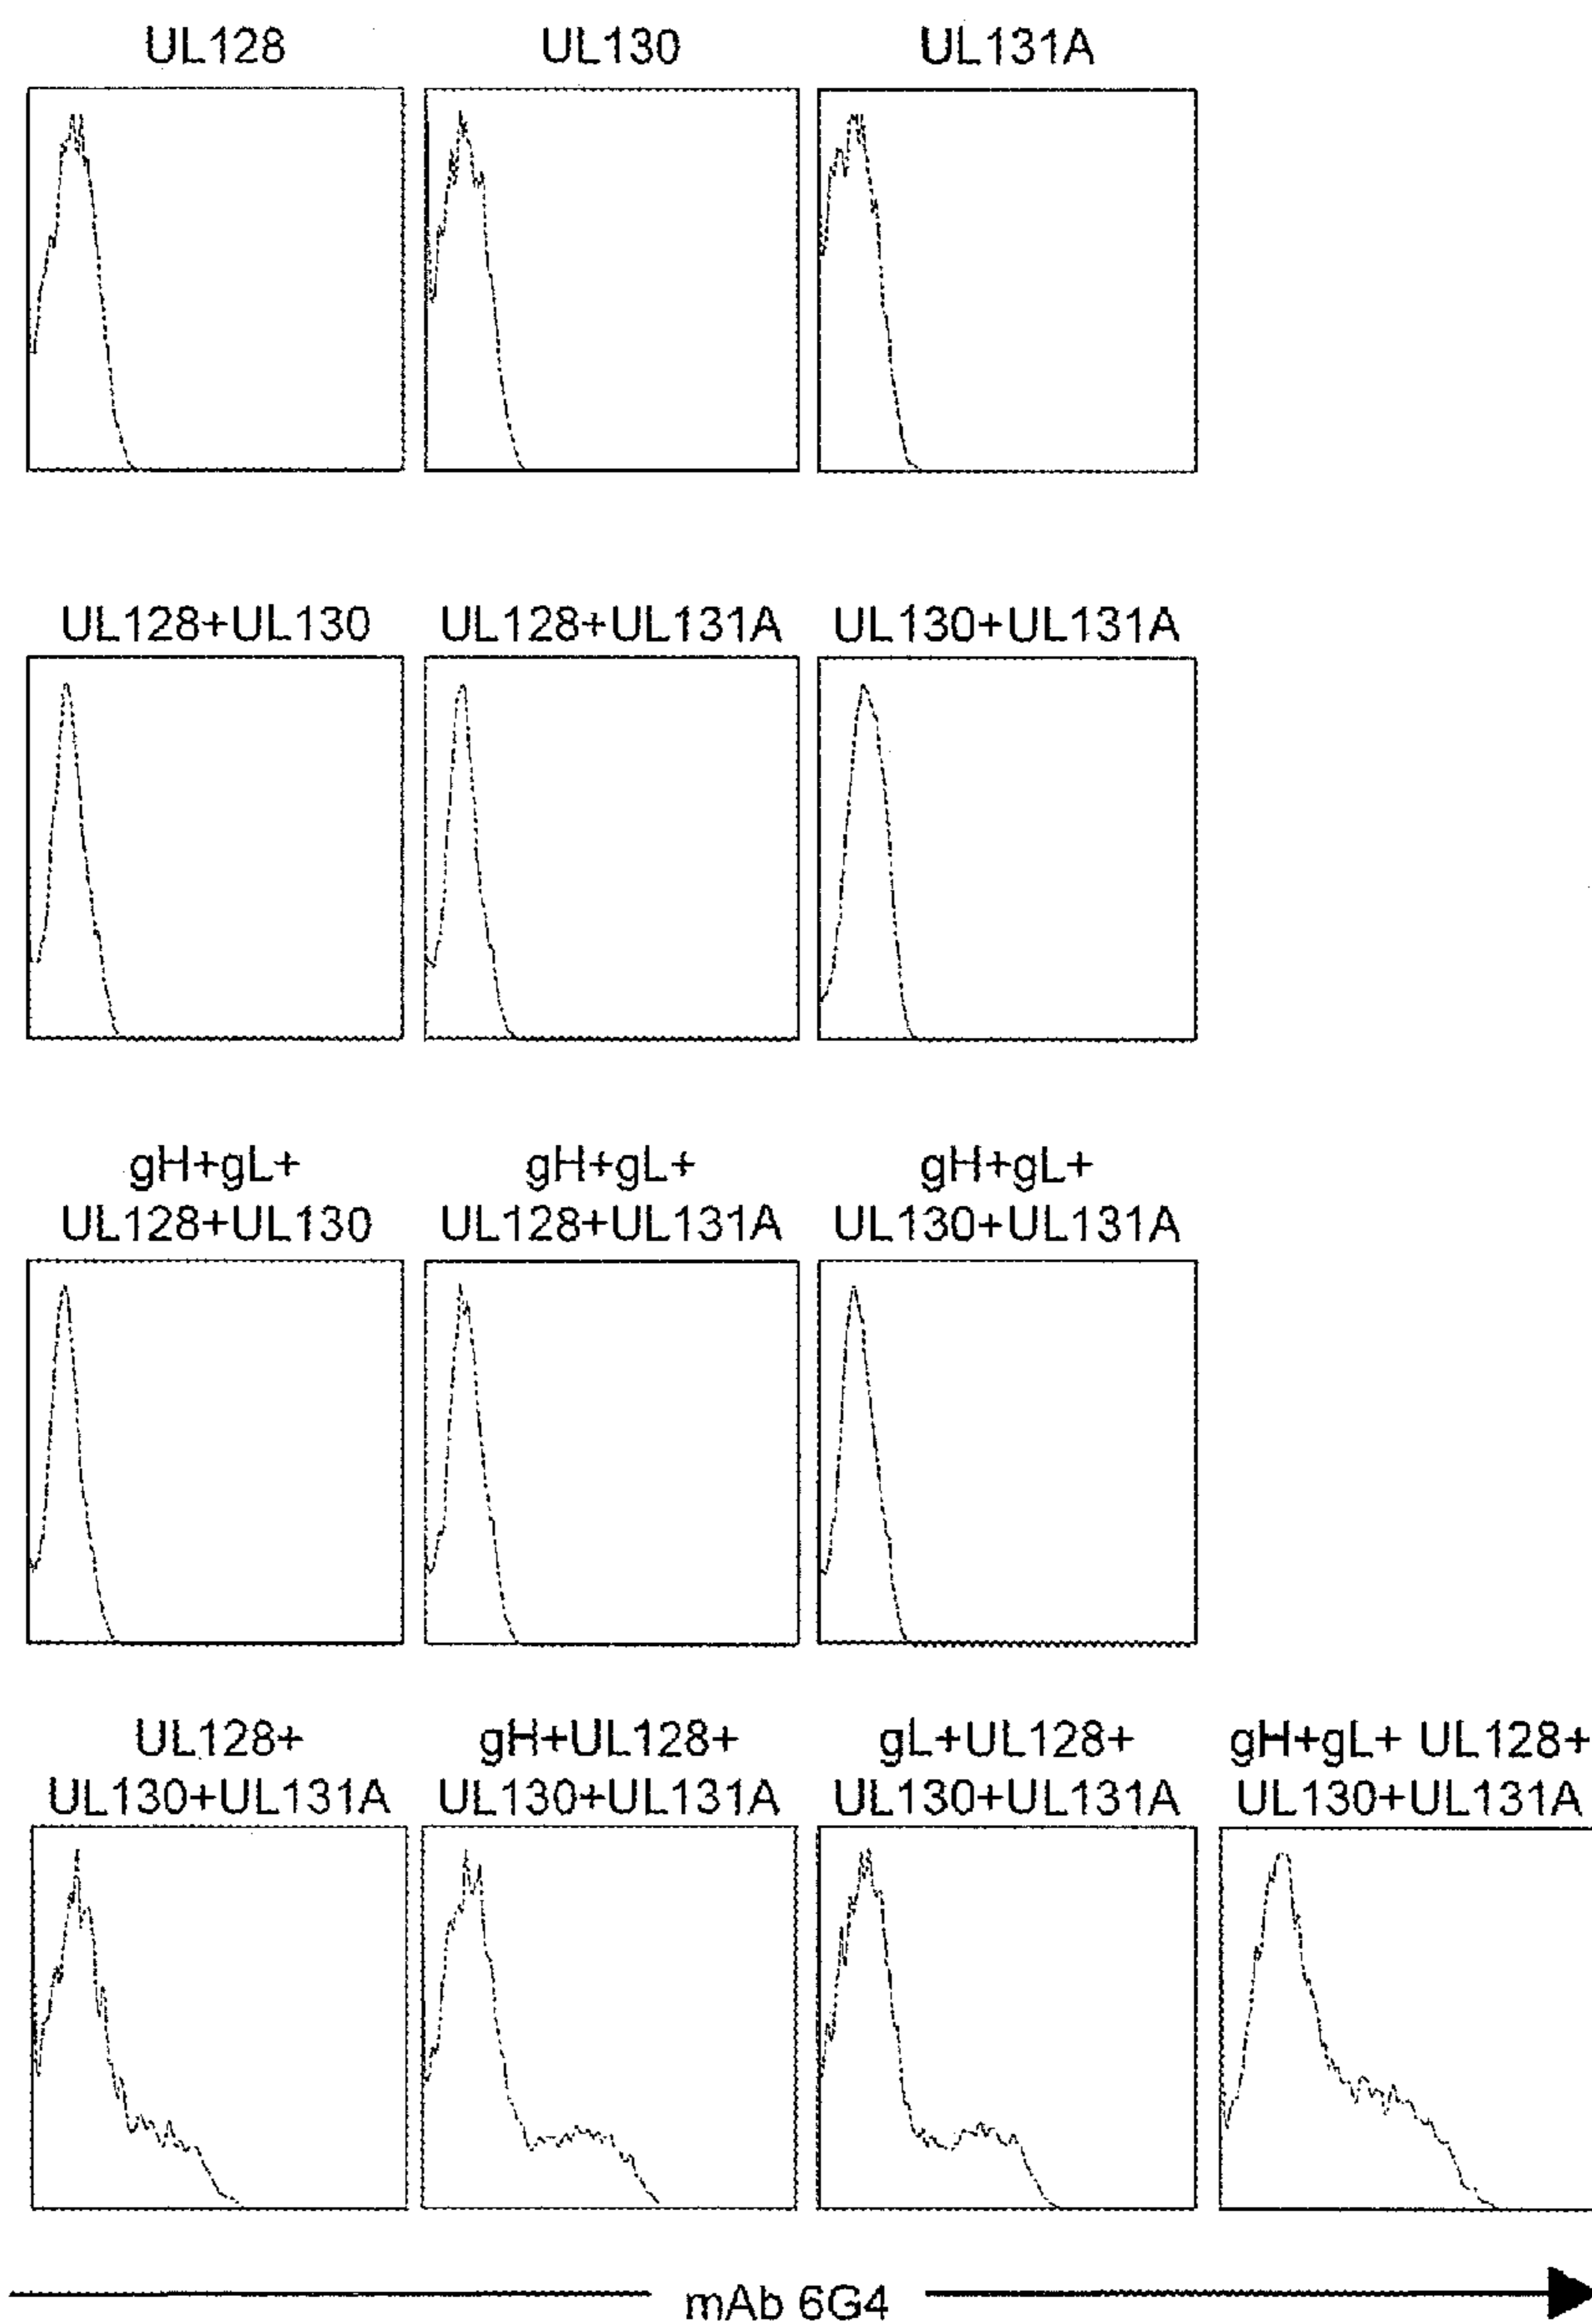 UL128 UL130 UL131A
UL128+UL130 UL128+UL131A UL130+UL131A
gH+gL+ gH+gL+ gH+gL+
UL128+UL130 UL128+UL131A UL130+UL131A
UL128+ gH+UL128+ gL+UL128+ gH+gL+ UL128+
UL130+UL131A UL130+UL131A UL130+UL131A UL130+UL131A
mAb 6G4